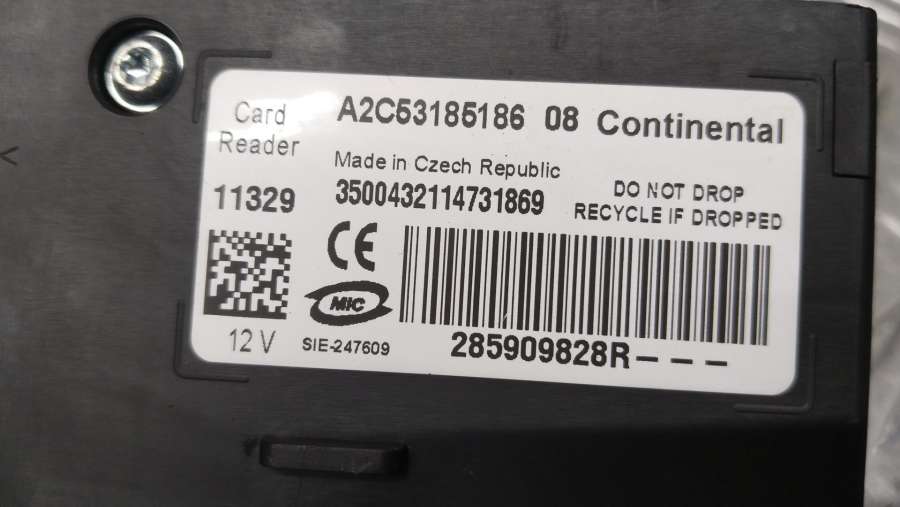 Card Reader
A2C53185186 08 Continental
Made in Czech Republic
11329
3500432114731869
DO NOT DROP
RECYCLE IF DROPPED
CE
MIC
12 V
SIE-247609
285909828R---